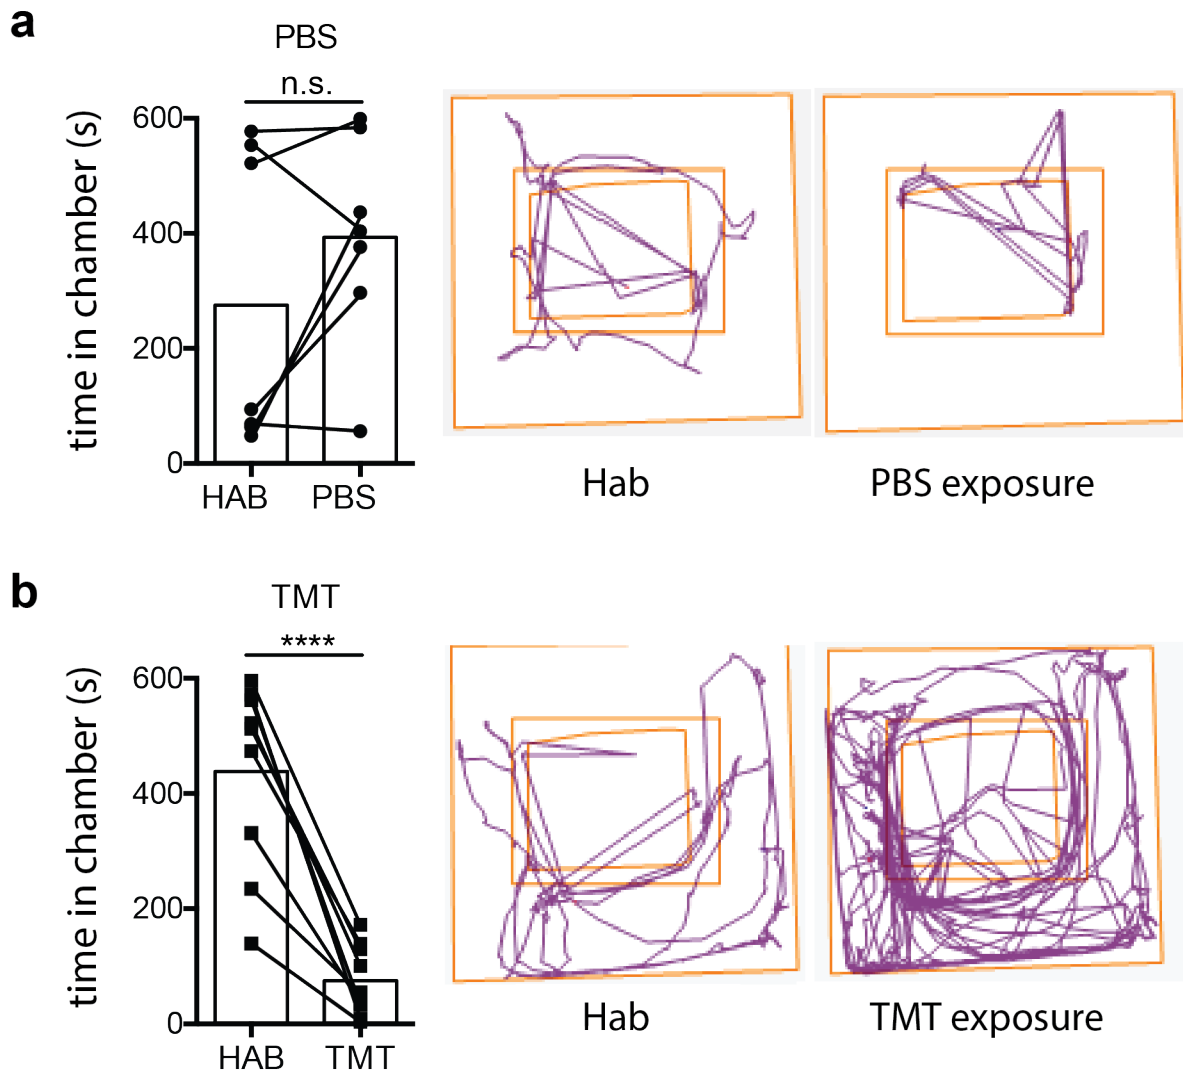 a
PBS
n.s.
time in chamber (s)
600
400
200
0
HAB
PBS
Hab
PBS exposure
b
TMT
****
time in chamber (s)
600
400
200
0
HAB
TMT
Hab
TMT exposure